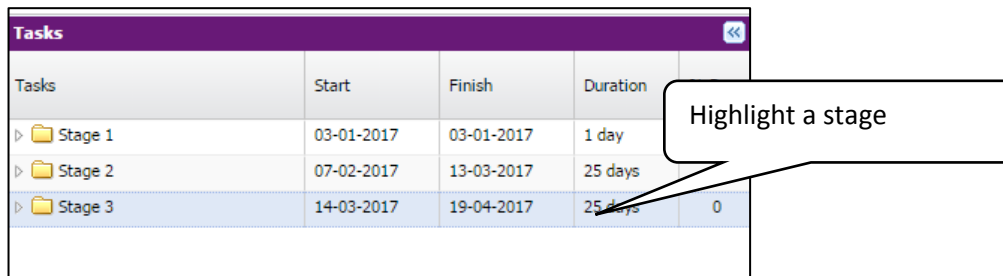 Tasks
Tasks Start Finish Duration
Highlight a stage
Stage 1 03-01-2017 03-01-2017 1 day
Stage 2 07-02-2017 13-03-2017 25 days
Stage 3 14-03-2017 19-04-2017 25 days 0